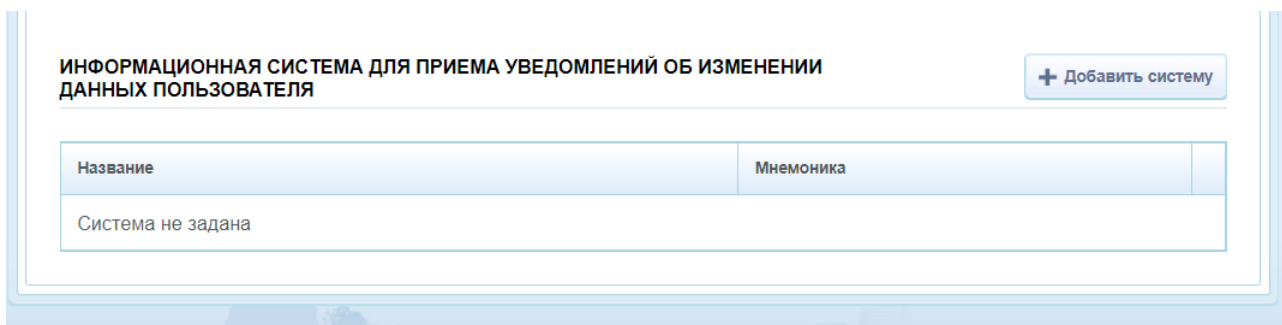 ИНФОРМАЦИОННАЯ СИСТЕМА ДЛЯ ПРИЕМА УВЕДОМЛЕНИЙ ОБ ИЗМЕНЕНИИ
ДАННЫХ ПОЛЬЗОВАТЕЛЯ
+ Добавить систему
Название Мнемоника
Система не задана